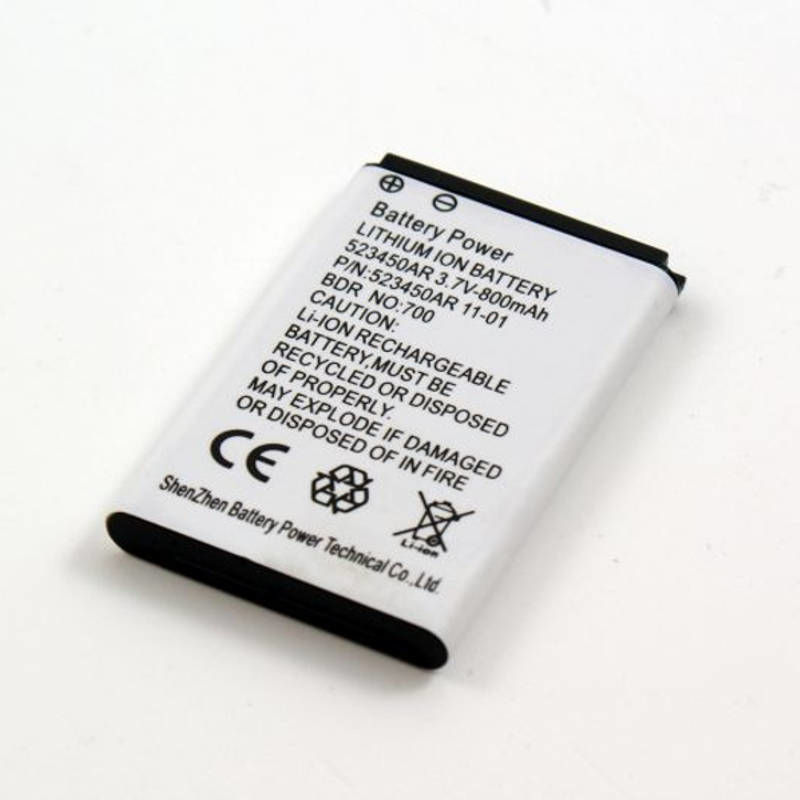 ⊕ ⊖
Battery Power
LITHIUM ION BATTERY
523450AR 3.7V-800mAh
P/N:523450AR 11-01
BDR NO:700
CAUTION:
Li-ION RECHARGEABLE
BATTERY,MUST BE
RECYCLED OR DISPOSED
OF PROPERLY.
MAY EXPLODE IF DAMAGED
OR DISPOSED OF IN FIRE
CE
Li-ion
ShenZhen Battery Power Technical Co.,Ltd.